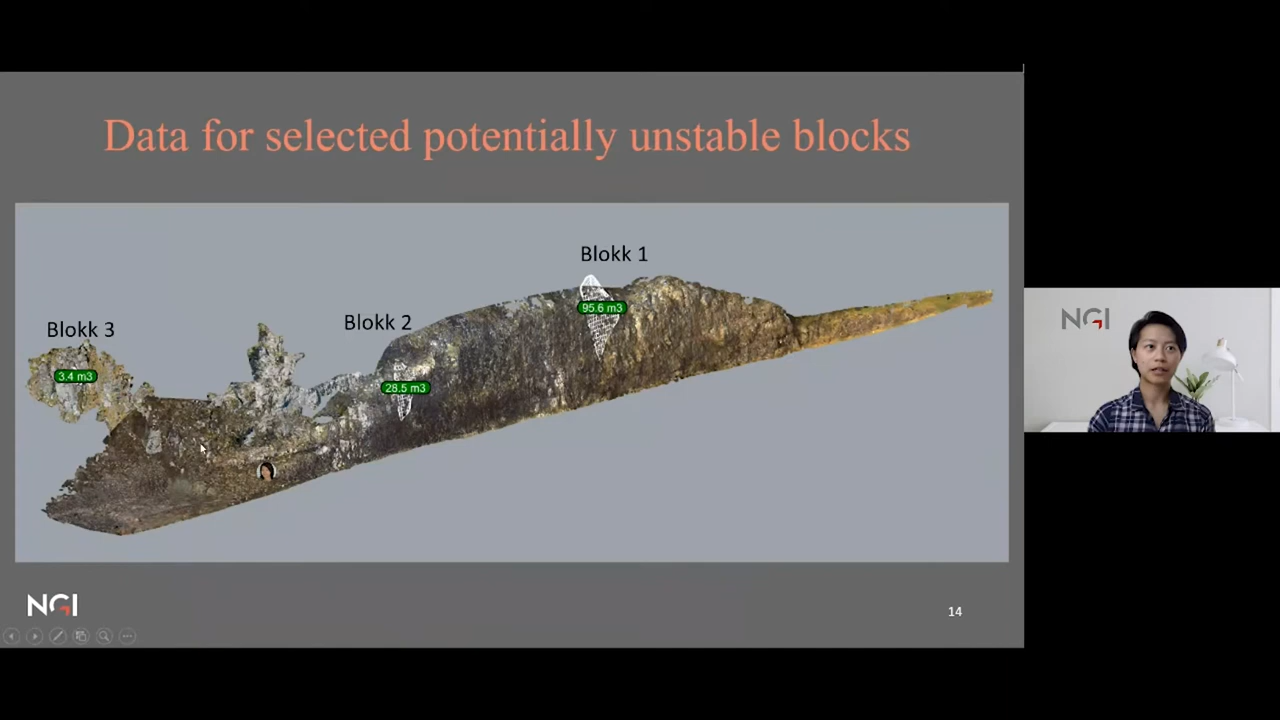 Data for selected potentially unstable blocks
Blokk 1
95.6 m3
Blokk 2
28.5 m3
Blokk 3
3.4 m3
NGI
14
NGI